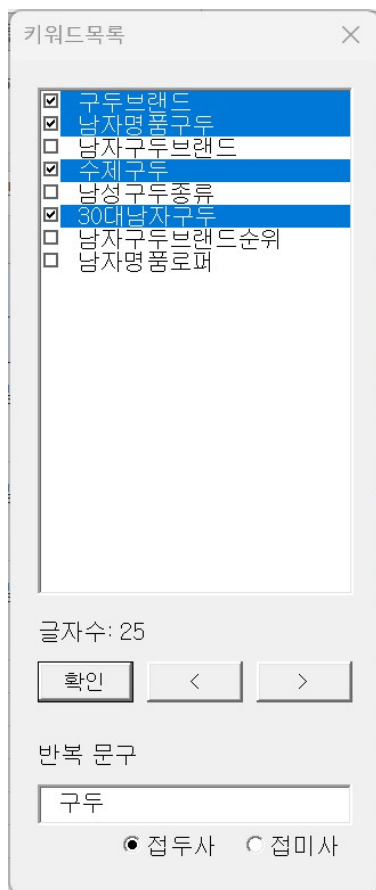 키워드목록
구두브랜드
남자명품구두
남자구두브랜드
수제구두
남성구두종류
30대남자구두
남자구두브랜드순위
남자명품로퍼
글자수: 25
확인 < >
반복 문구
구두
접두사 접미사